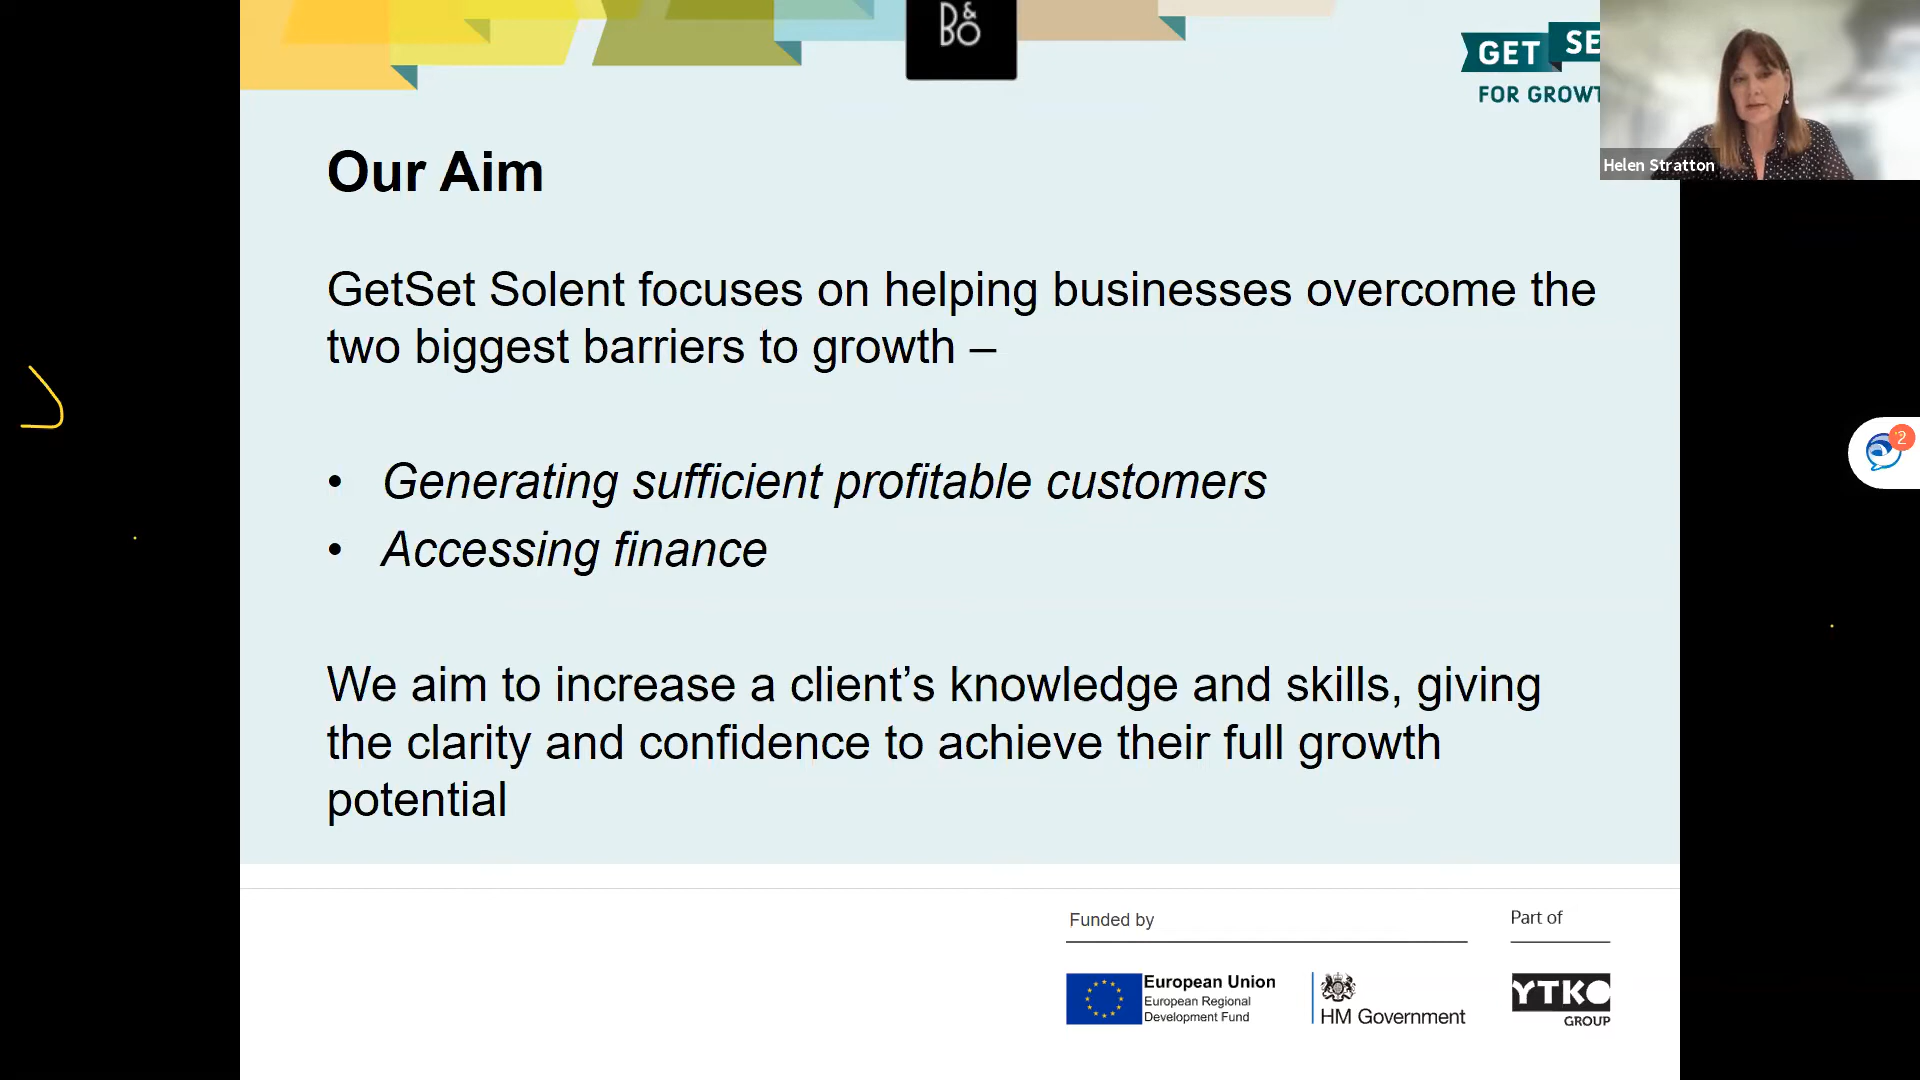 B&O
GET SE
FOR GROWT
Helen Stratton
Our Aim
GetSet Solent focuses on helping businesses overcome the
two biggest barriers to growth –
• Generating sufficient profitable customers
• Accessing finance
2
We aim to increase a client’s knowledge and skills, giving
the clarity and confidence to achieve their full growth
potential
Funded by
European Union
European Regional
Development Fund
HM Government
Part of
YTKO
GROUP